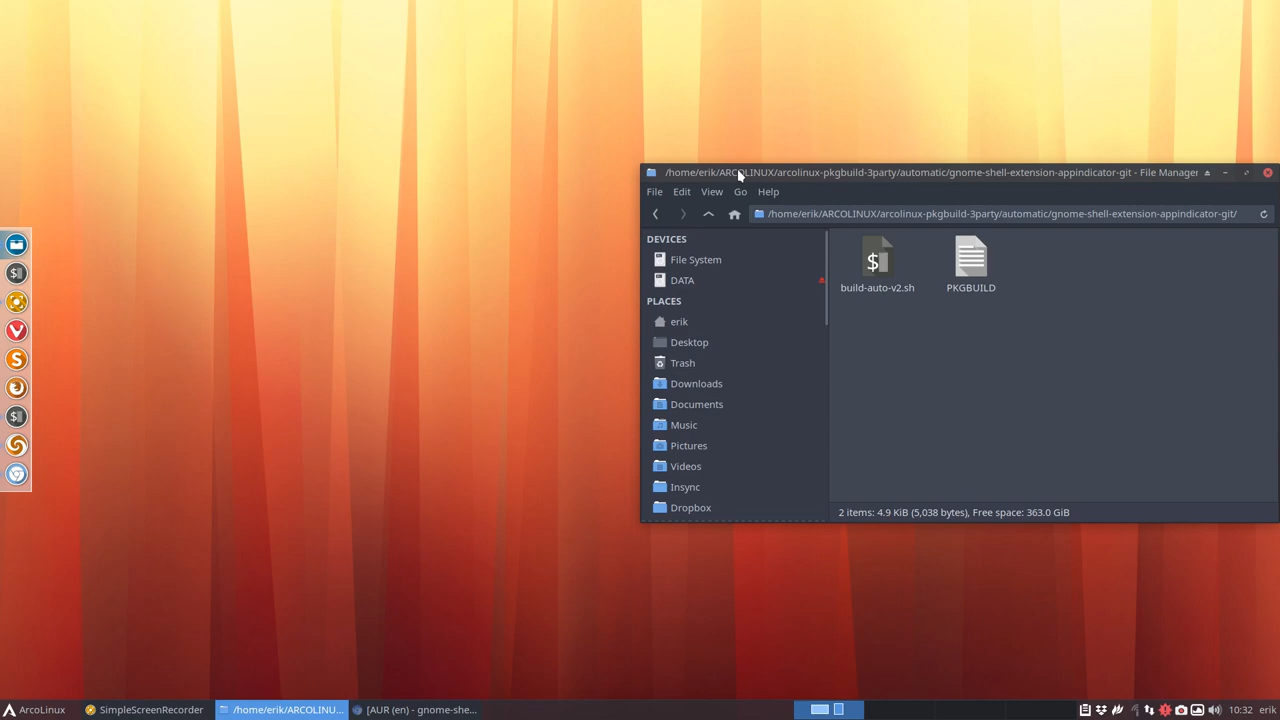 /home/erik/ARCOLINUX/arcolinux-pkgbuild-3party/automatic/gnome-shell-extension-appindicator-git - File Manager
File Edit View Go Help
/home/erik/ARCOLINUX/arcolinux-pkgbuild-3party/automatic/gnome-shell-extension-appindicator-git/
DEVICES
File System
DATA
PLACES
erik
Desktop
Trash
Downloads
Documents
Music
Pictures
Videos
Insync
Dropbox
build-auto-v2.sh
PKGBUILD
2 items: 4.9 KiB (5,038 bytes), Free space: 363.0 GiB
ArcoLinux
SimpleScreenRecorder
/home/erik/ARCOLINU...
[AUR (en) - gnome-she...
10:32 erik